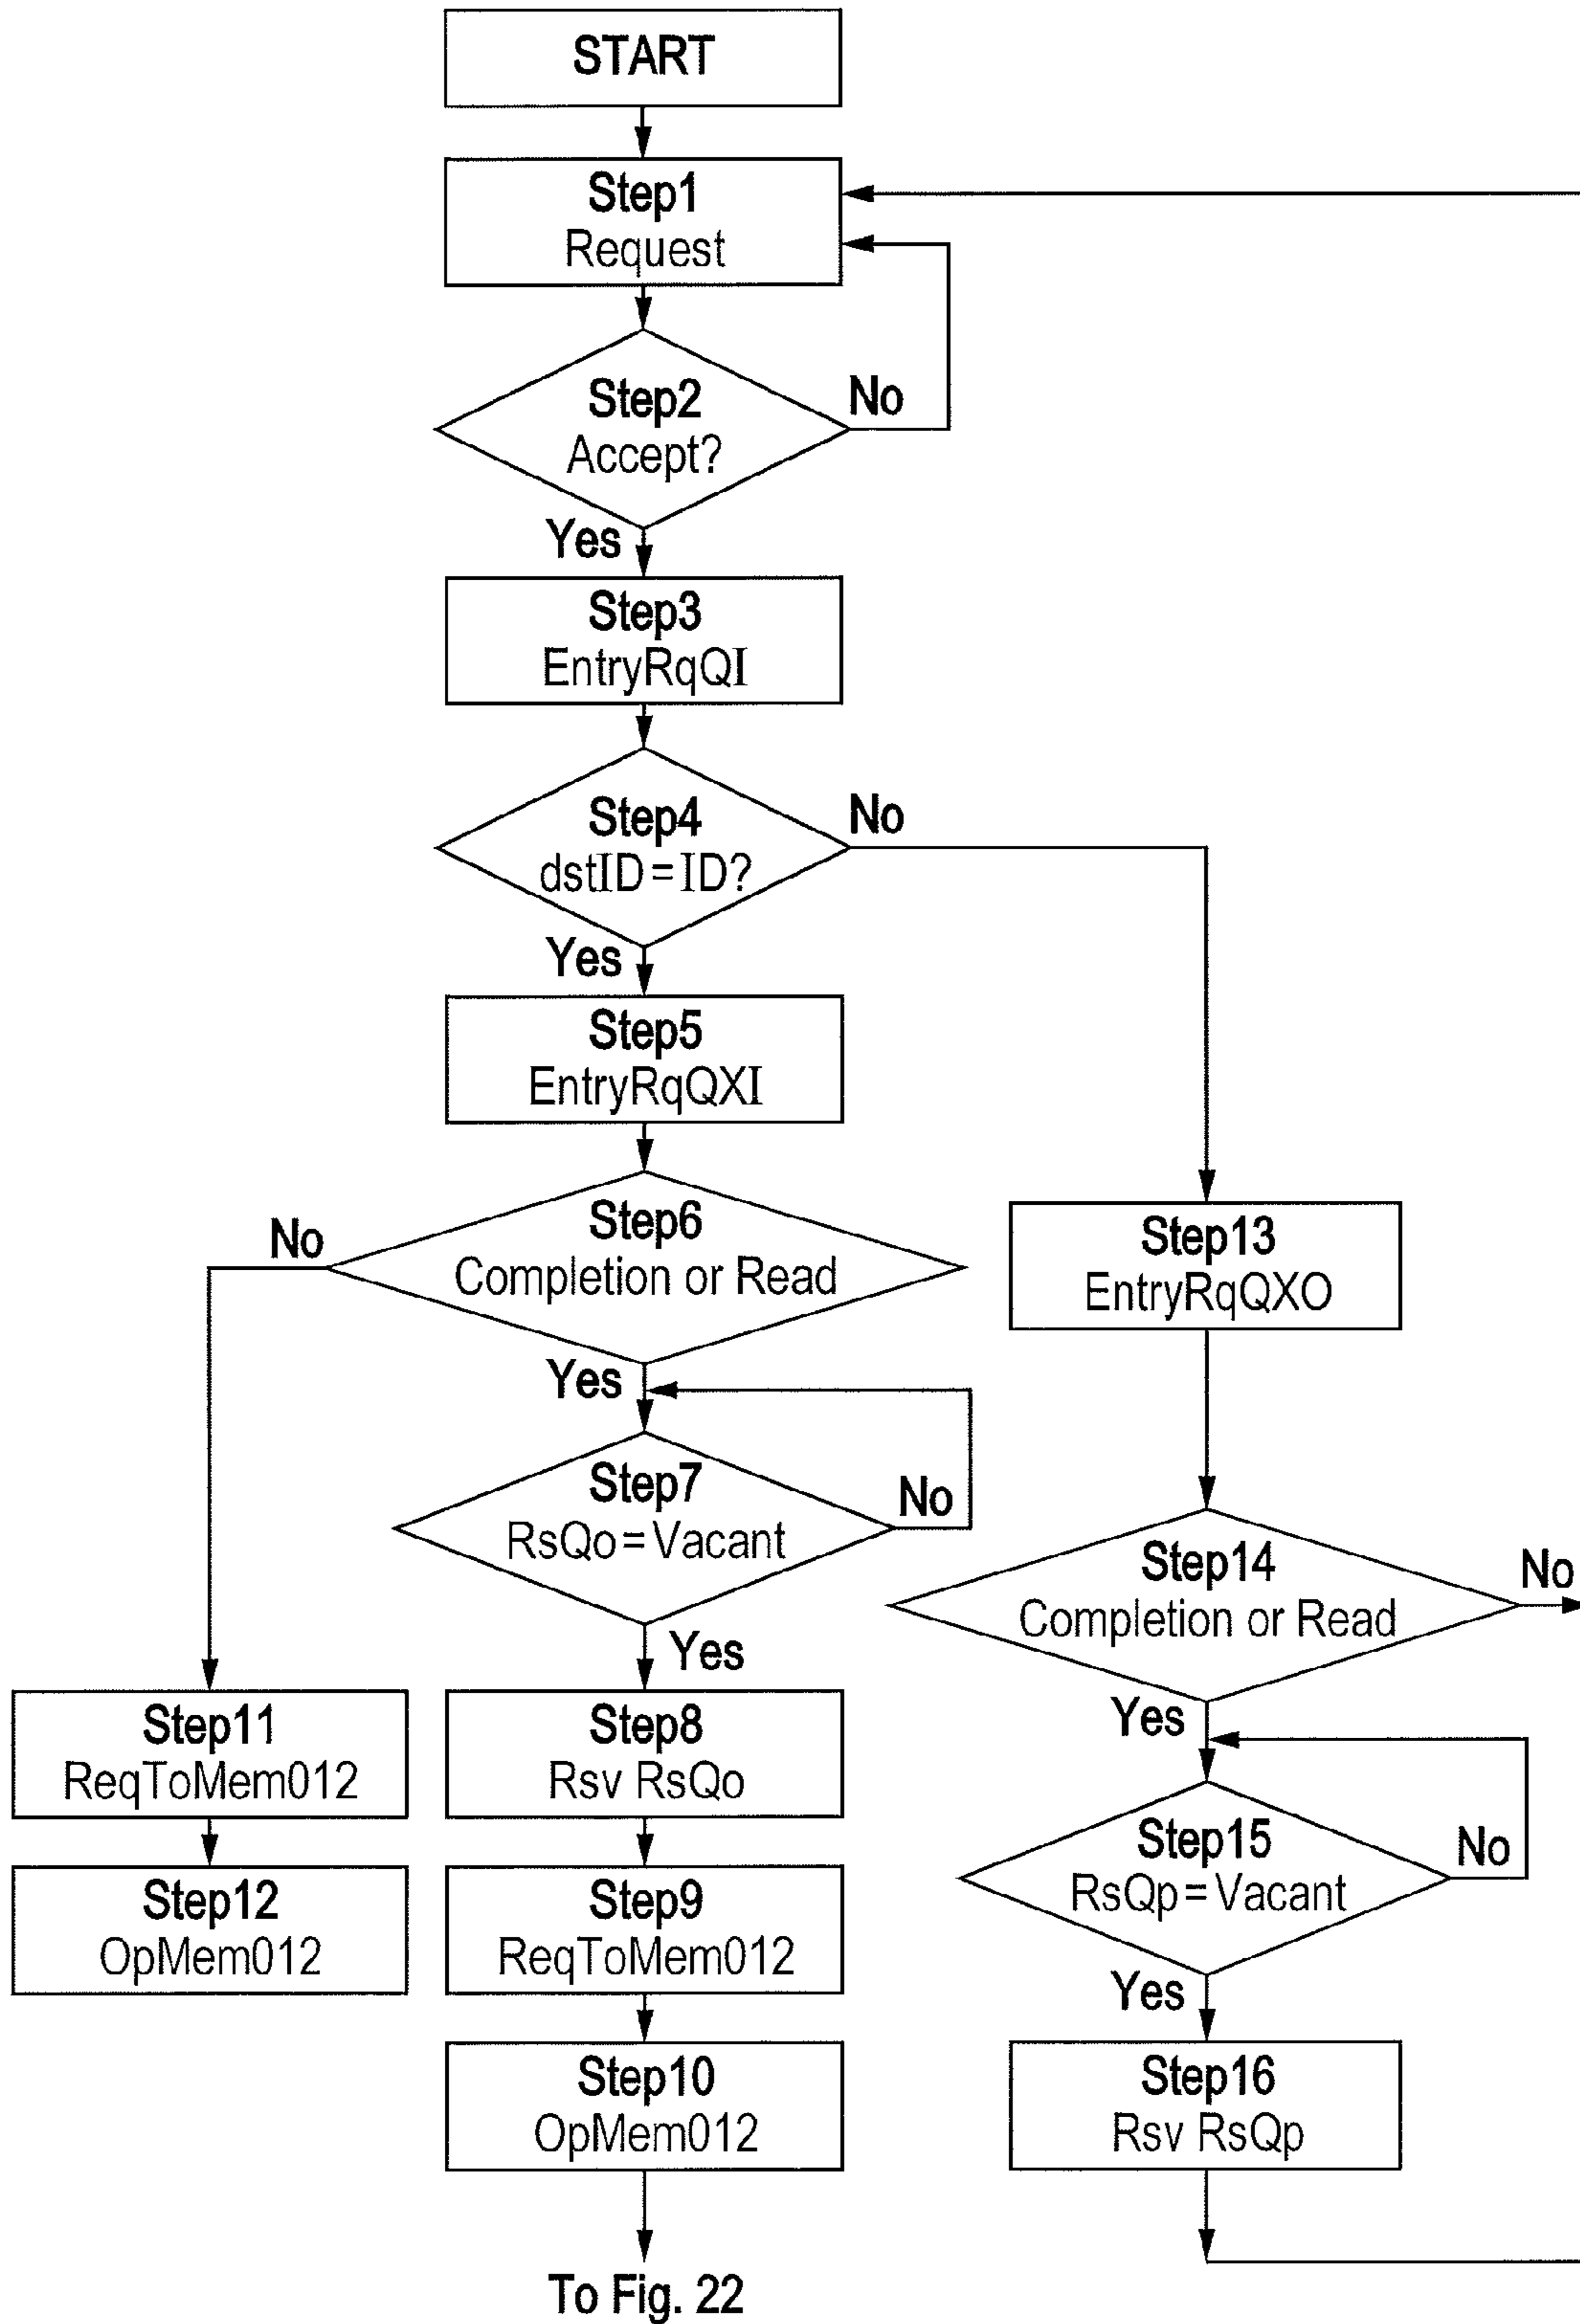 START
Step1
Request
Step2
Accept?
No
Yes
Step3
EntryRqQI
Step4
dstID=ID?
No
Yes
Step5
EntryRqQXI
Step6
Completion or Read
No
Yes
Step13
EntryRqQXO
Step7
RsQo=Vacant
No
Yes
Step14
Completion or Read
No
Yes
Step11
ReqToMem012
Step12
OpMem012
Step8
Rsv RsQo
Step9
ReqToMem012
Step10
OpMem012
To Fig. 22
Step15
RsQp=Vacant
No
Yes
Step16
Rsv RsQp